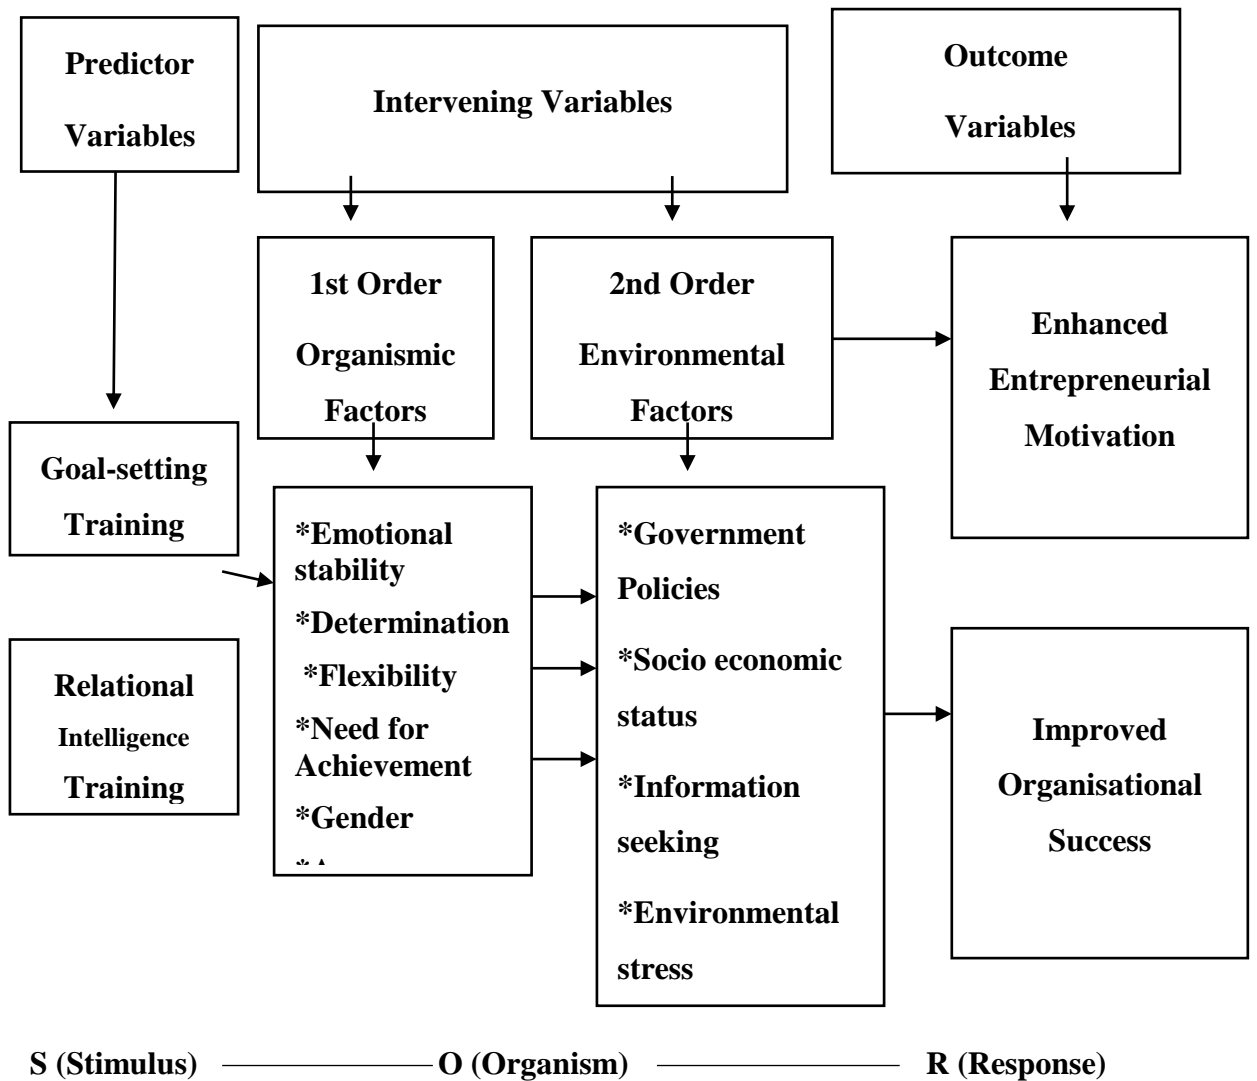 Predictor
Variables
Intervening Variables
Outcome
Variables
1st Order
Organismic
Factors
2nd Order
Environmental
Factors
Enhanced
Entrepreneurial
Motivation
Goal-setting
Training
Relational
Intelligence
Training
*Emotional
stability
*Determination
*Flexibility
*Need for
Achievement
*Gender
*Government
Policies
*Socio economic
status
*Information
seeking
*Environmental
stress
Improved
Organisational
Success
S (Stimulus) O (Organism) R (Response)